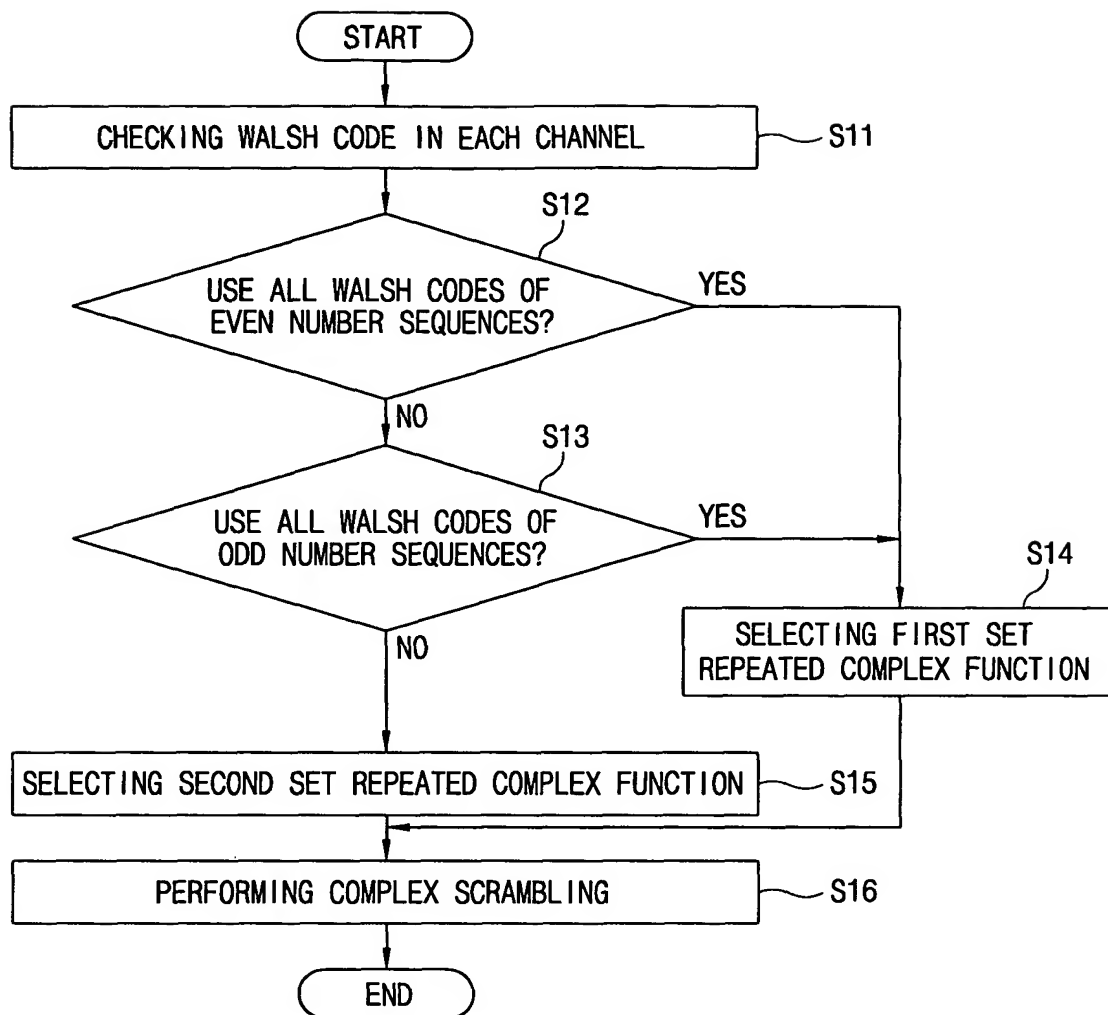 START
CHECKING WALSH CODE IN EACH CHANNEL
S11
S12
USE ALL WALSH CODES OF
EVEN NUMBER SEQUENCES?
YES
NO
S13
USE ALL WALSH CODES OF
ODD NUMBER SEQUENCES?
YES
NO
S14
SELECTING FIRST SET
REPEATED COMPLEX FUNCTION
SELECTING SECOND SET REPEATED COMPLEX FUNCTION
S15
PERFORMING COMPLEX SCRAMBLING
S16
END